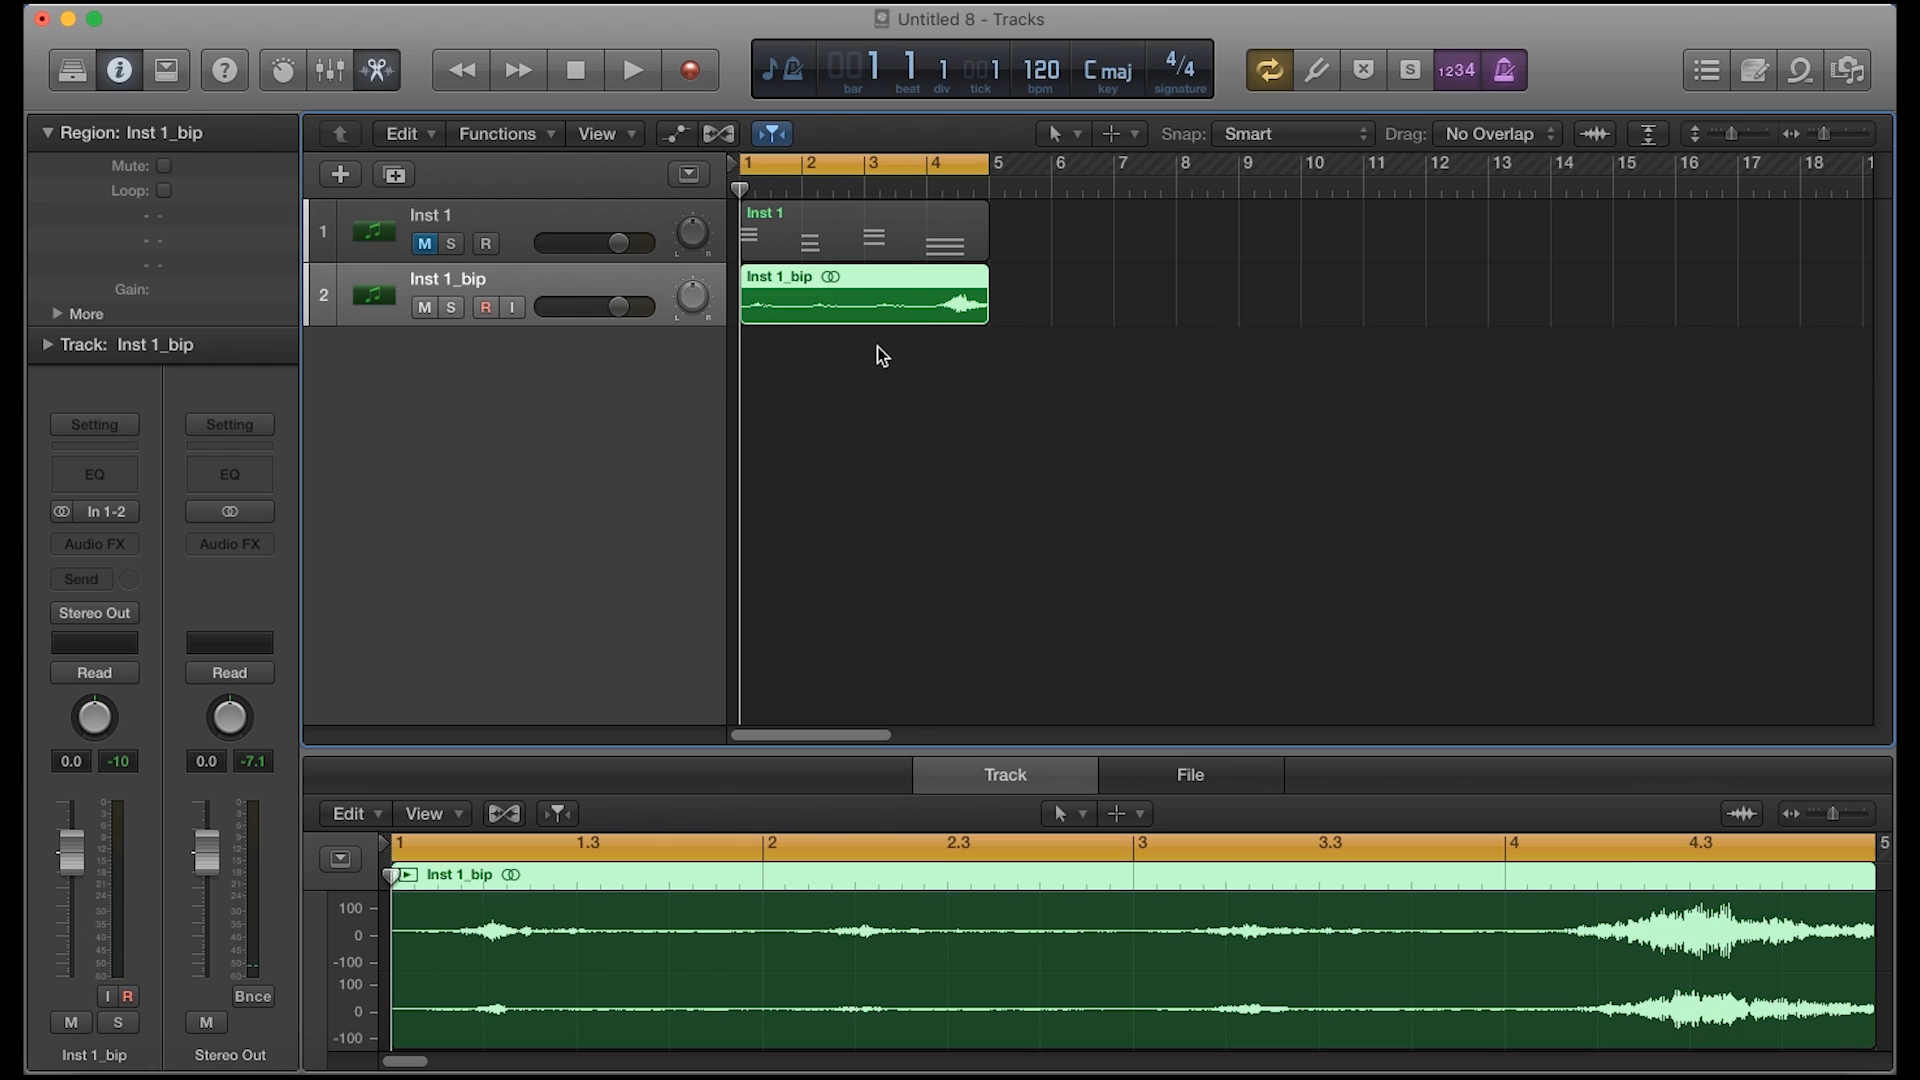 Untitled 8 - Tracks
001 1 1 001 120 Cmaj 4/4
bar beat div tick bpm key signature
S 1234
Region: Inst 1_bip
Edit Functions View Snap: Smart Drag: No Overlap
Mute:
Loop:
- -
- -
- -
Gain:
More
Track: Inst 1_bip
1 2 3 4 5 6 7 8 9 10 11 12 13 14 15 16 17 18 1
1 Inst 1
M S R
L R
Inst 1
2 Inst 1_bip
M S R I
L R
Inst 1_bip
Setting Setting
EQ EQ
In 1-2
Audio FX Audio FX
Send
Stereo Out
Read Read
0.0 -10 0.0 -7.1
I R Bnce
M S M
Inst 1_bip Stereo Out
Track File
Edit View
1 1.3 2 2.3 3 3.3 4 4.3 5
Inst 1_bip
100
0
-100
100
0
-100